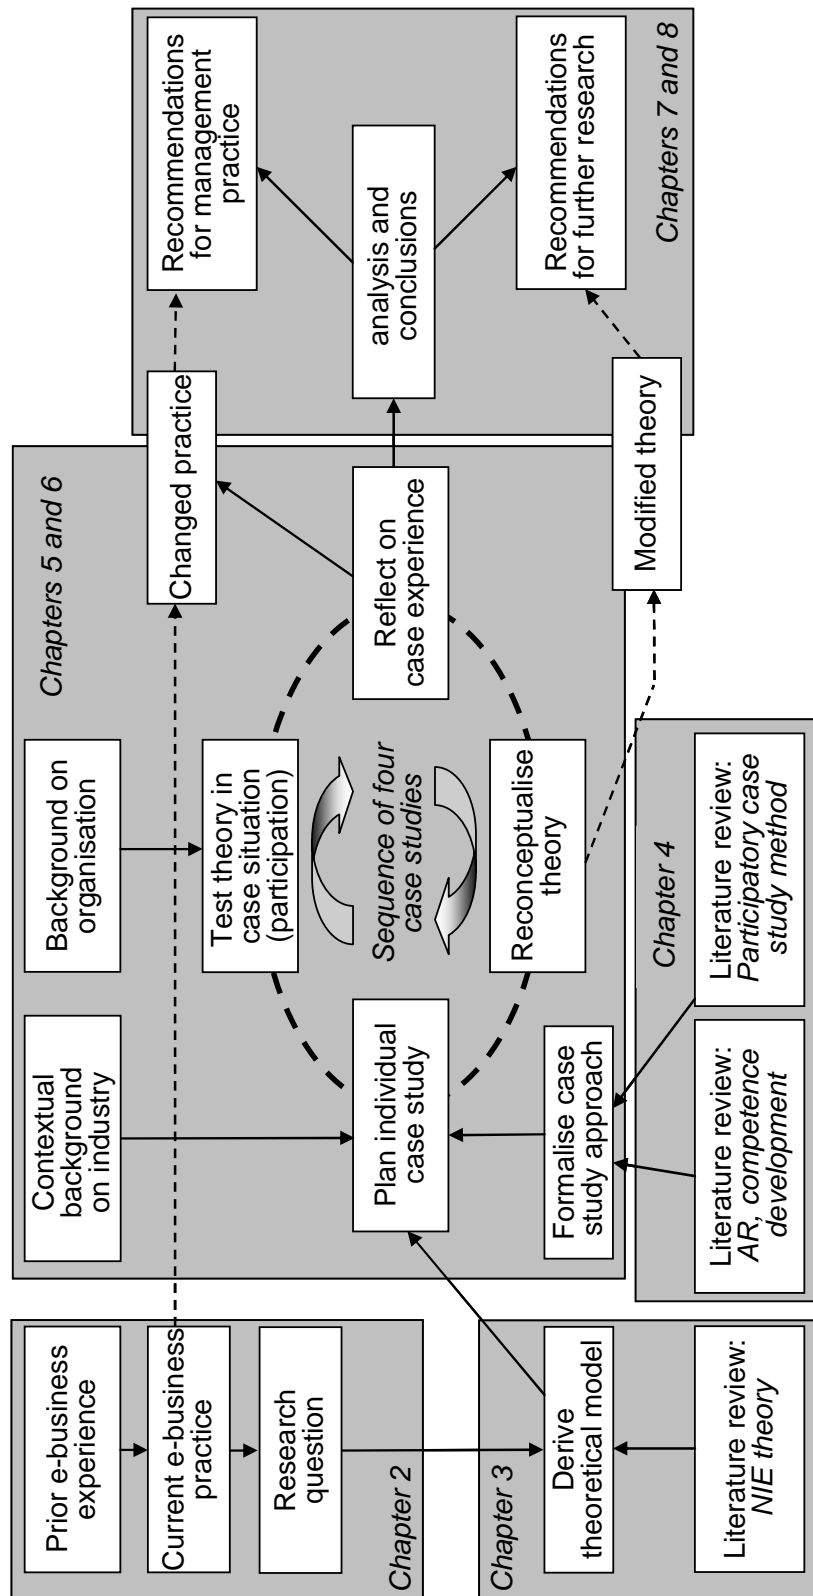 Prior e-business
experience
Current e-business
practice
Research
question
Chapter 2
Chapter 3
Derive
theoretical model
Literature review:
NIE theory
Contextual
background
on industry
Background on
organisation
Chapters 5 and 6
Plan individual
case study
Test theory in
case situation
(participation)
Sequence of four
case studies
Reconceptualise
theory
Reflect on
case experience
Formalise case
study approach
Chapter 4
Literature review:
AR, competence
development
Literature review:
Participatory case
study method
Changed practice
Modified theory
Recommendations
for management
practice
analysis and
conclusions
Recommendations
for further research
Chapters 7 and 8